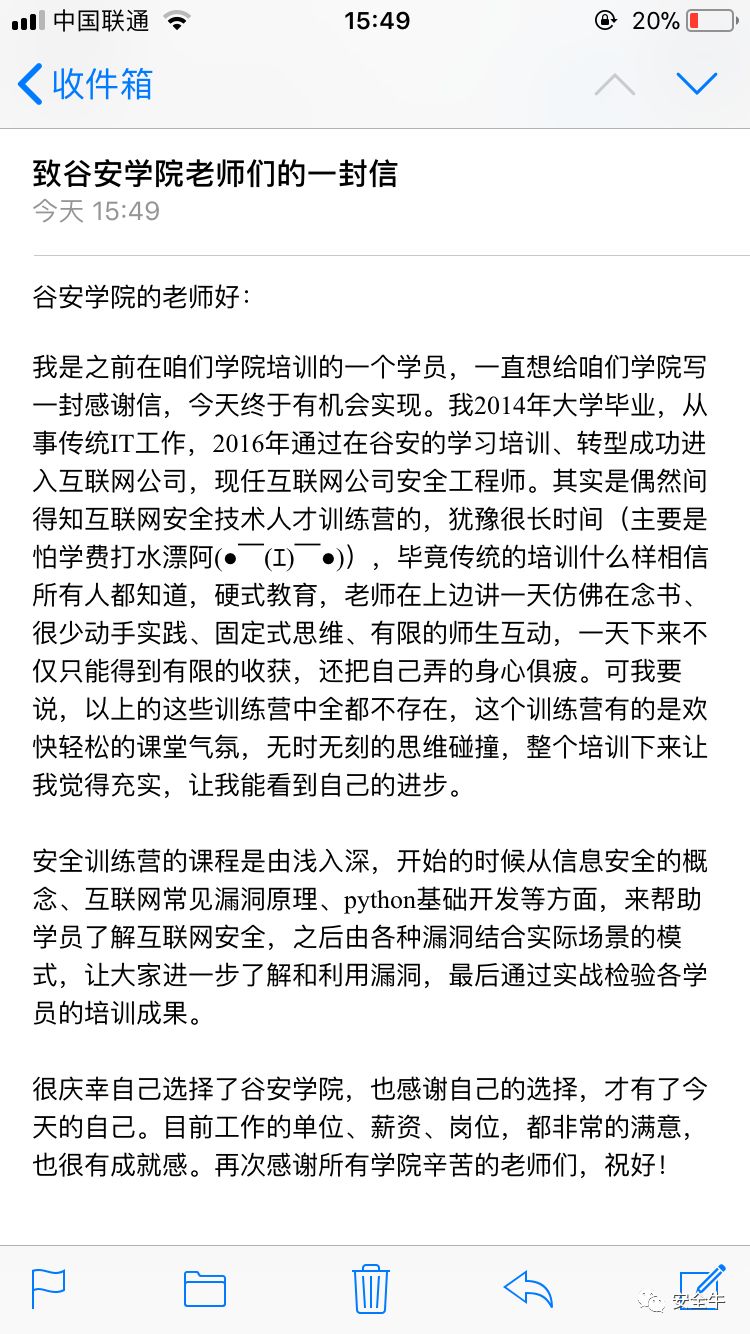 中国联通 15:49 20%
收件箱
致谷安学院老师们的一封信
今天 15:49
谷安学院的老师好：
我是之前在咱们学院培训的一个学员，一直想给咱们学院写
一封感谢信，今天终于有机会实现。我2014年大学毕业，从
事传统IT工作，2016年通过在谷安的学习培训、转型成功进
入互联网公司，现任互联网公司安全工程师。其实是偶然间
得知互联网安全技术人才训练营的，犹豫很长时间（主要是
怕学费打水漂阿(●￣(ｴ)￣●)），毕竟传统的培训什么样相信
所有人都知道，硬式教育，老师在上边讲一天仿佛在念书、
很少动手实践、固定式思维、有限的师生互动，一天下来不
仅只能得到有限的收获，还把自己弄的身心俱疲。可我要
说，以上的这些训练营中全都不存在，这个训练营有的是欢
快轻松的课堂气氛，无时无刻的思维碰撞，整个培训下来让
我觉得充实，让我能看到自己的进步。
安全训练营的课程是由浅入深，开始的时候从信息安全的概
念、互联网常见漏洞原理、python基础开发等方面，来帮助
学员了解互联网安全，之后由各种漏洞结合实际场景的模
式，让大家进一步了解和利用漏洞，最后通过实战检验各学
员的培训成果。
很庆幸自己选择了谷安学院，也感谢自己的选择，才有了今
天的自己。目前工作的单位、薪资、岗位，都非常的满意，
也很有成就感。再次感谢所有学院辛苦的老师们，祝好！
安全牛